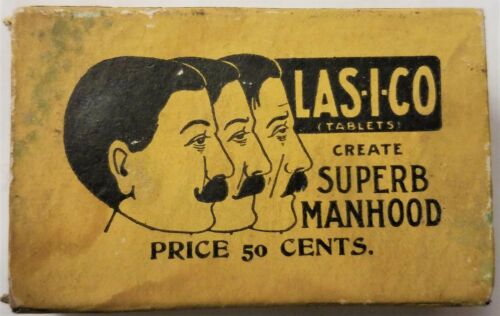 LAS-I-CO
(TABLETS)
CREATE
SUPERB
MANHOOD
PRICE 50 CENTS.